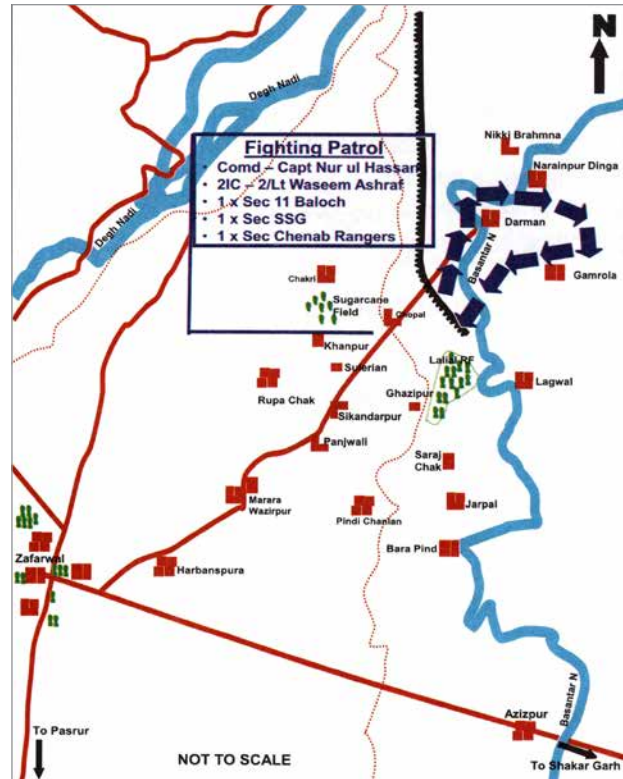 N
Degh Nadi
Nikki Brahmna
Fighting Patrol
Comd – Capt Nur ul Hassan
2IC – 2/Lt Waseem Ashraf
1 x Sec 11 Baloch
1 x Sec SSG
1 x Sec Chenab Rangers
Narainpur Dinga
Darman
Degh Nadi
Basantar N
Gamrola
Chakri
Sugarcane
Field
Chopal
Khanpur
Lalial RF
Sulerian
Rupa Chak
Ghazipur
Lagwal
Sikandarpur
Panjwali
Saraj
Chak
Marara
Wazirpur
Jarpal
Pindi Chanlan
Bara Pind
Zafarwal
Harbanspura
Basantar N
Azizpur
To Pasrur
NOT TO SCALE
To Shakar Garh